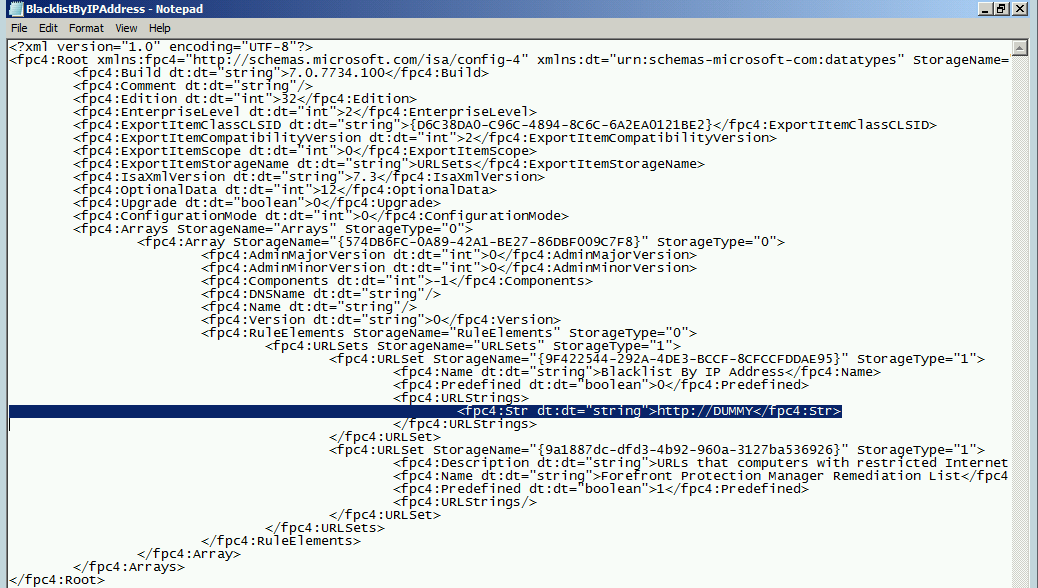 BlacklistByIPAddress - Notepad
File Edit Format View Help
<?xml version="1.0" encoding="UTF-8"?>
<fpc4:Root xmlns:fpc4="http://schemas.microsoft.com/isa/config-4" xmlns:dt="urn:schemas-microsoft-com:datatypes" StorageName=
<fpc4:Build dt:dt="string">7.0.7734.100</fpc4:Build>
<fpc4:Comment dt:dt="string"/>
<fpc4:Edition dt:dt="int">32</fpc4:Edition>
<fpc4:EnterpriseLevel dt:dt="int">2</fpc4:EnterpriseLevel>
<fpc4:ExportItemClassCLSID dt:dt="string">{D6C38DA0-C96C-4894-8C6C-6A2EA0121BE2}</fpc4:ExportItemClassCLSID>
<fpc4:ExportItemCompatibilityVersion dt:dt="int">2</fpc4:ExportItemCompatibilityVersion>
<fpc4:ExportItemScope dt:dt="int">0</fpc4:ExportItemScope>
<fpc4:ExportItemStorageName dt:dt="string">URLSets</fpc4:ExportItemStorageName>
<fpc4:IsaXmlVersion dt:dt="string">7.3</fpc4:IsaXmlVersion>
<fpc4:OptionalData dt:dt="int">12</fpc4:OptionalData>
<fpc4:Upgrade dt:dt="boolean">0</fpc4:Upgrade>
<fpc4:ConfigurationMode dt:dt="int">0</fpc4:ConfigurationMode>
<fpc4:Arrays StorageName="Arrays" StorageType="0">
<fpc4:Array StorageName="{574DB6FC-0A89-42A1-BE27-86DBF009C7F8}" StorageType="0">
<fpc4:AdminMajorVersion dt:dt="int">0</fpc4:AdminMajorVersion>
<fpc4:AdminMinorVersion dt:dt="int">0</fpc4:AdminMinorVersion>
<fpc4:Components dt:dt="int">-1</fpc4:Components>
<fpc4:DNSName dt:dt="string"/>
<fpc4:Name dt:dt="string"/>
<fpc4:Version dt:dt="string">0</fpc4:Version>
<fpc4:RuleElements StorageName="RuleElements" StorageType="0">
<fpc4:URLSets StorageName="URLSets" StorageType="1">
<fpc4:URLSet StorageName="{9F422544-292A-4DE3-BCCF-8CFCCFDDAE95}" StorageType="1">
<fpc4:Name dt:dt="string">Blacklist By IP Address</fpc4:Name>
<fpc4:Predefined dt:dt="boolean">0</fpc4:Predefined>
<fpc4:URLStrings>
<fpc4:Str dt:dt="string">http://DUMMY</fpc4:Str>
</fpc4:URLStrings>
</fpc4:URLSet>
<fpc4:URLSet StorageName="{9a1887dc-dfd3-4b92-960a-3127ba536926}" StorageType="1">
<fpc4:Description dt:dt="string">URLs that computers with restricted Internet
<fpc4:Name dt:dt="string">Forefront Protection Manager Remediation List</fpc4
<fpc4:Predefined dt:dt="boolean">1</fpc4:Predefined>
<fpc4:URLStrings/>
</fpc4:URLSet>
</fpc4:URLSets>
</fpc4:RuleElements>
</fpc4:Array>
</fpc4:Arrays>
</fpc4:Root>